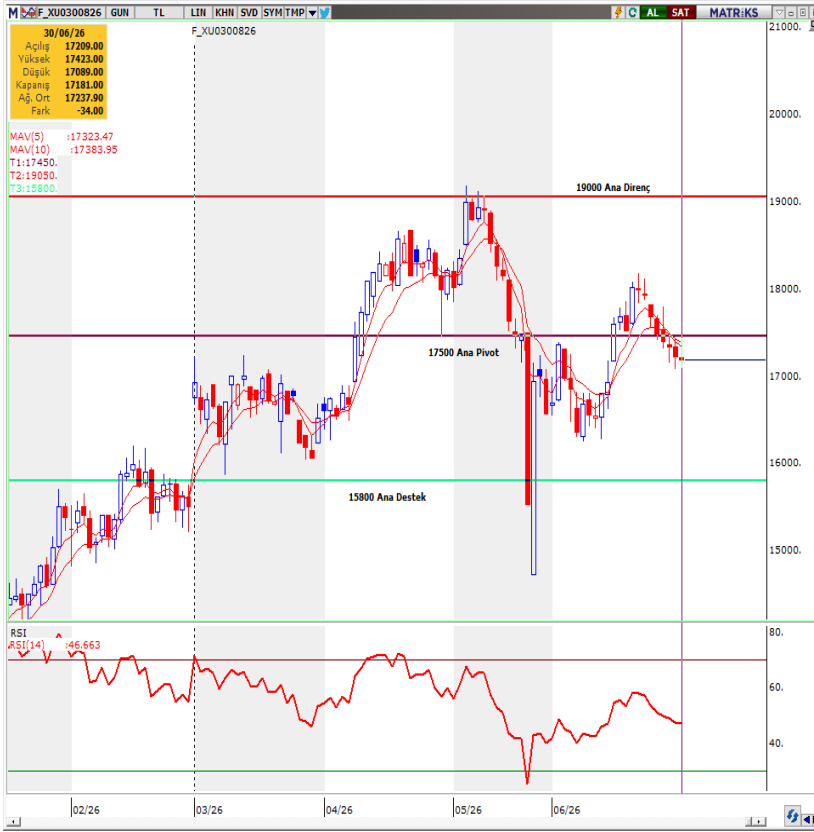 M F_XU0300826 GUN TL LIN KHN SVD SYM TMP AL SAT MATRiKS
F_XU0300826
30/06/26
Açılış 17209.00
Yüksek 17423.00
Düşük 17089.00
Kapanış 17181.00
Ağ. Ort 17237.90
Fark -34.00
MAV(5) :17323.47
MAV(10) :17383.95
T1:17450.
T2:19050.
T3:15800.
19000 Ana Direnç
17500 Ana Pivot
15800 Ana Destek
21000.
20000.
19000.
18000.
17000.
16000.
15000.
RSI
RSI(14) :46.663
80.
60.
40.
02/26 03/26 04/26 05/26 06/26